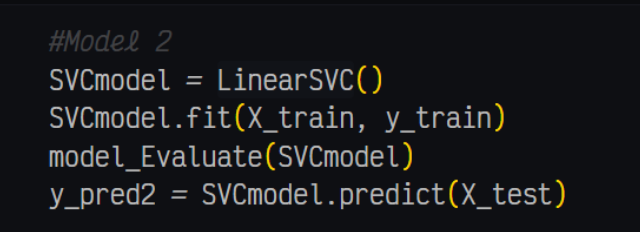 #Model 2
SVCmodel = LinearSVC()
SVCmodel.fit(X_train, y_train)
model_Evaluate(SVCmodel)
y_pred2 = SVCmodel.predict(X_test)